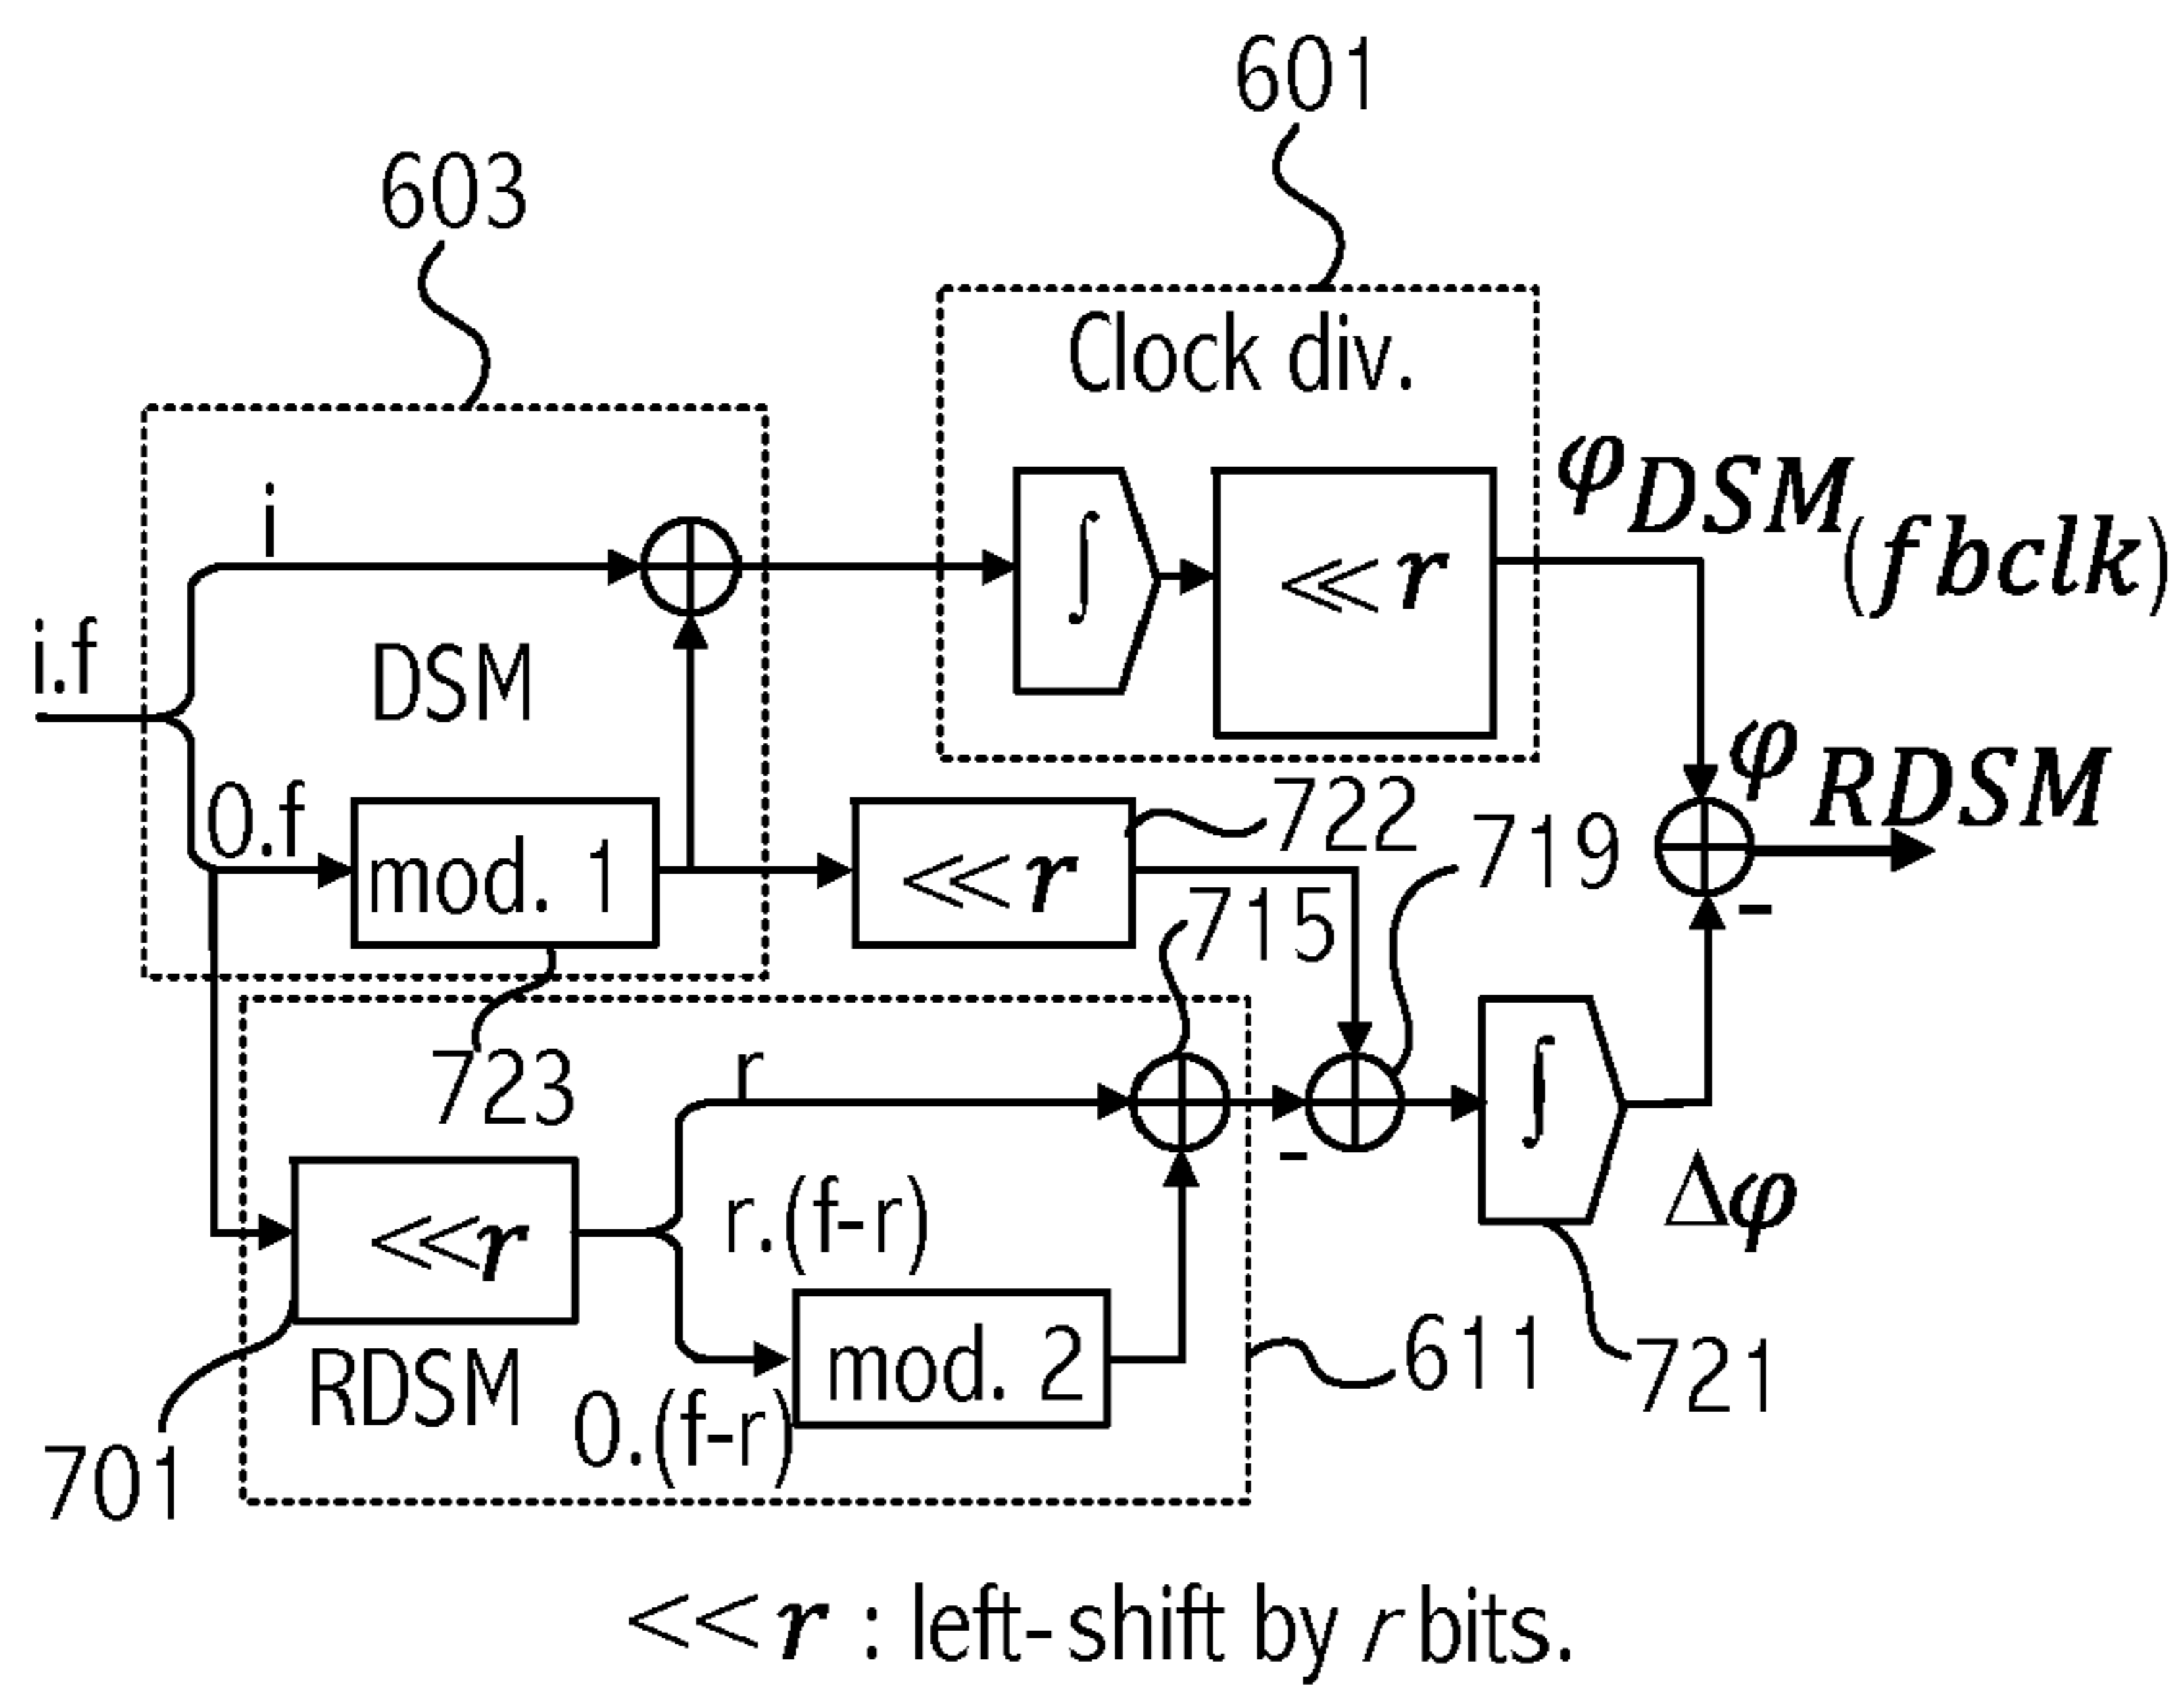 601
603
Clock div.
∫
<<r
φDSM(fbclk)
i
i.f
DSM
0.f
mod. 1
<<r
722
719
φRDSM
-
715
723
r
∫
-
<<r
r.(f-r)
Δφ
mod. 2
611
721
RDSM
0.(f-r)
701
<<r : left-shift by r bits.